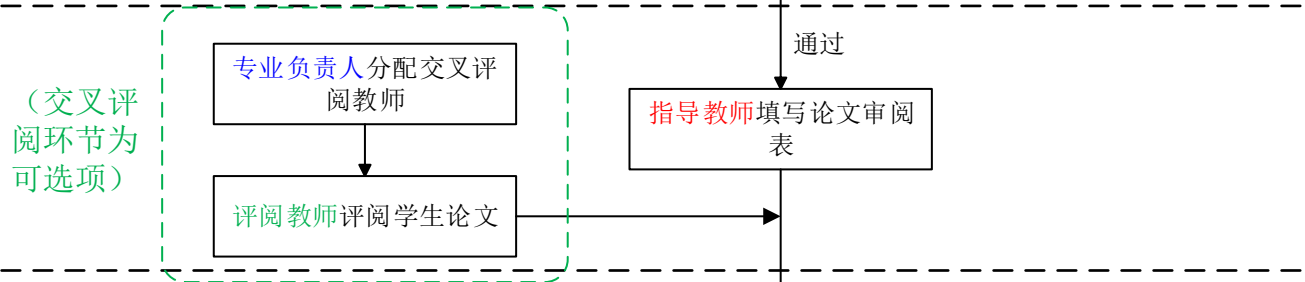 （交叉评
阅环节为
可选项）
专业负责人分配交叉评
阅教师
评阅教师评阅学生论文
通过
指导教师填写论文审阅
表